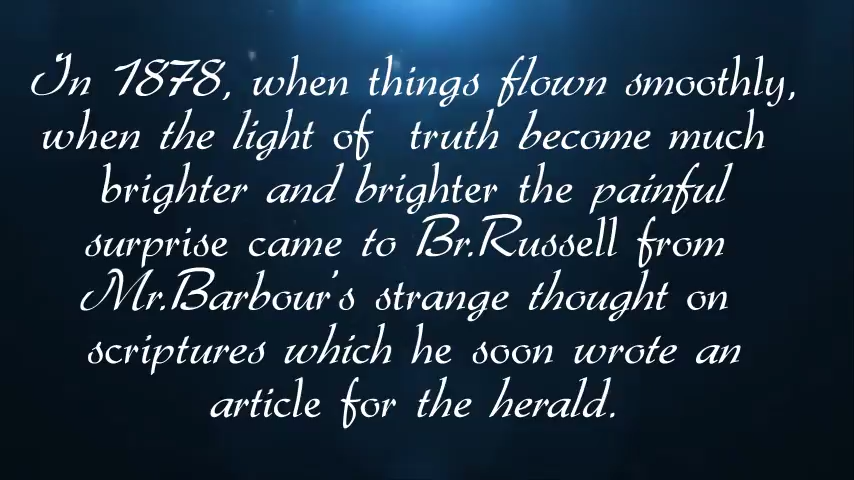 In 1878, when things flown smoothly,
when the light of truth become much
brighter and brighter the painful
surprise came to Br.Russell from
Mr.Barbour's strange thought on
scriptures which he soon wrote an
article for the herald.